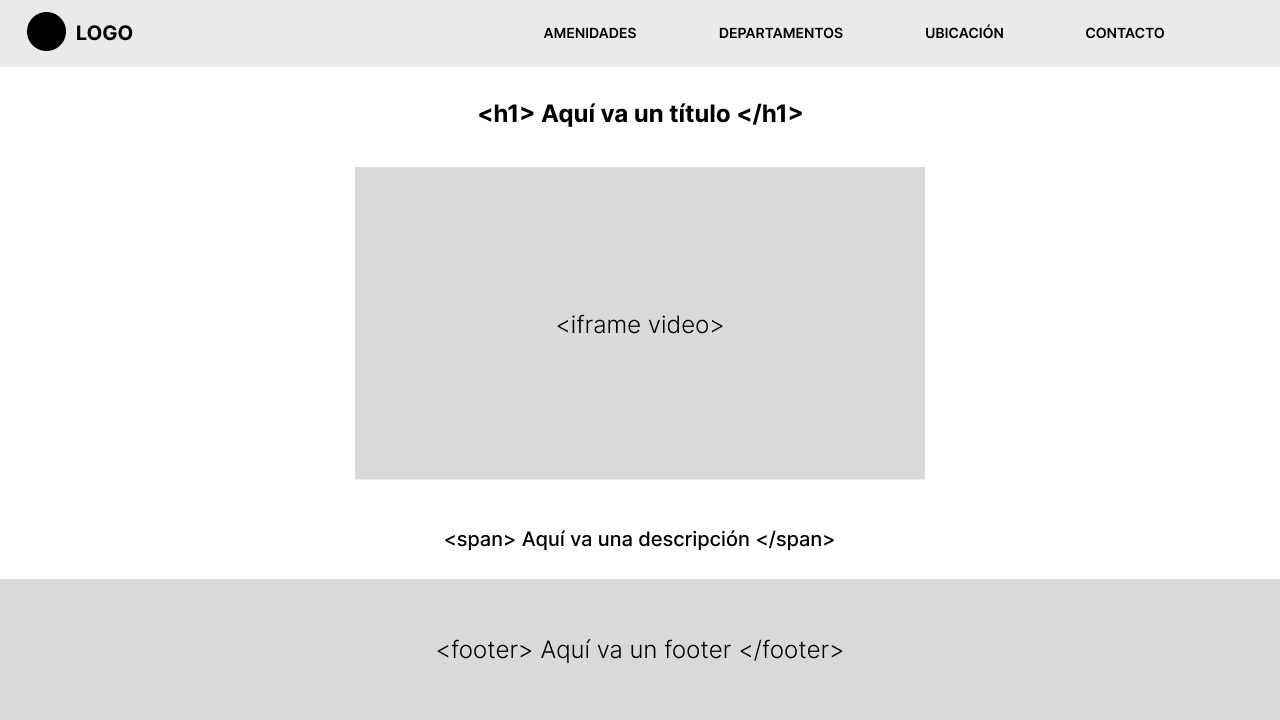 LOGO
AMENIDADES DEPARTAMENTOS UBICACIÓN CONTACTO
<h1> Aquí va un título </h1>
<iframe video>
<span> Aquí va una descripción </span>
<footer> Aquí va un footer </footer>